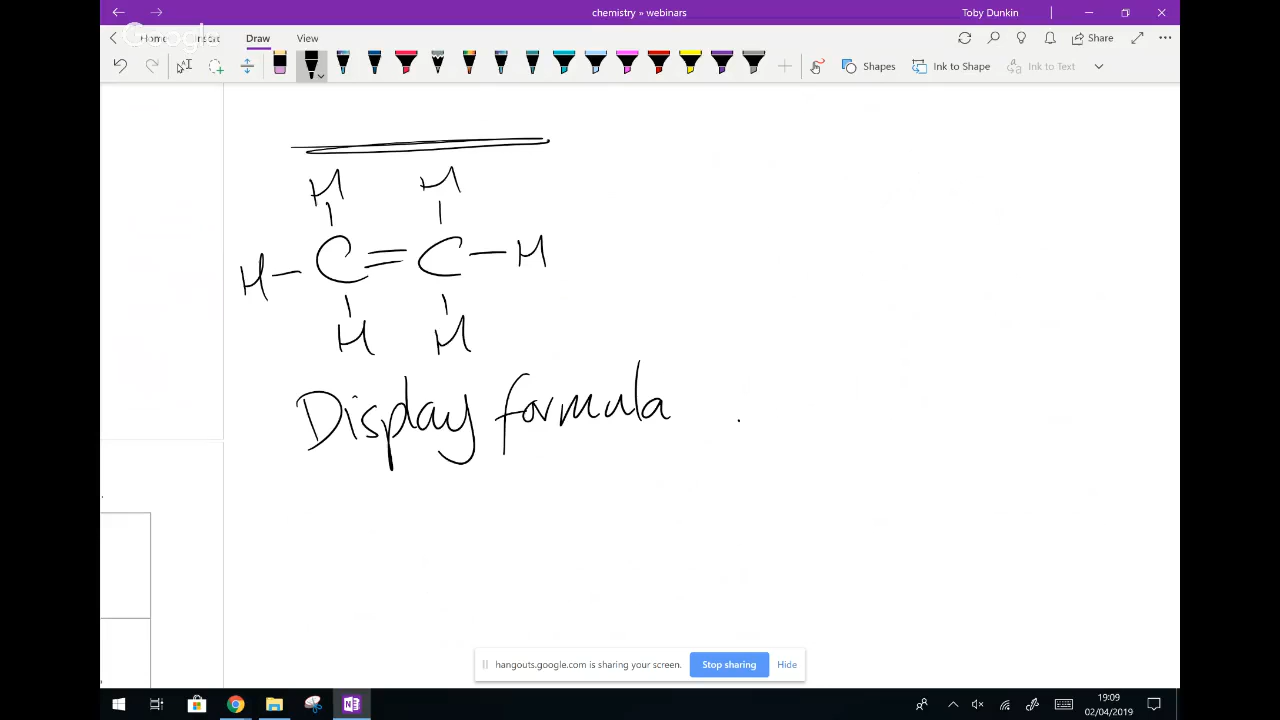 chemistry » webinars
Toby Dunkin
Google
Home Insert Draw View
Share
Shapes Ink to Shape Ink to Text
H H
H - C = C - H
H H
Display formula .
hangouts.google.com is sharing your screen. Stop sharing Hide
19:09
02/04/2019